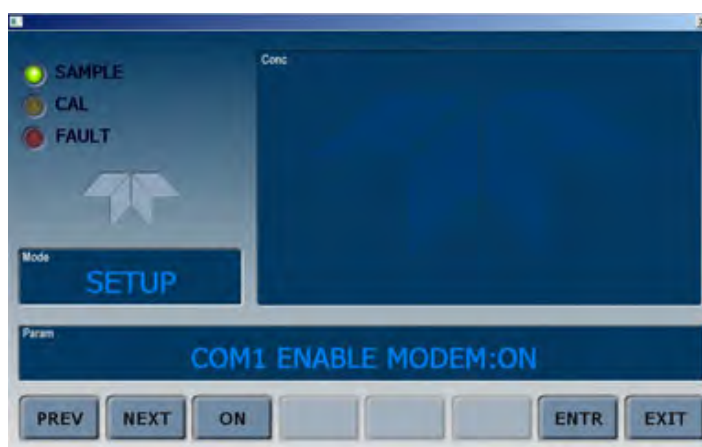 SAMPLE
CAL
FAULT
Conc
Mode
SETUP
Param
COM1 ENABLE MODEM:ON
PREV NEXT ON ENTR EXIT